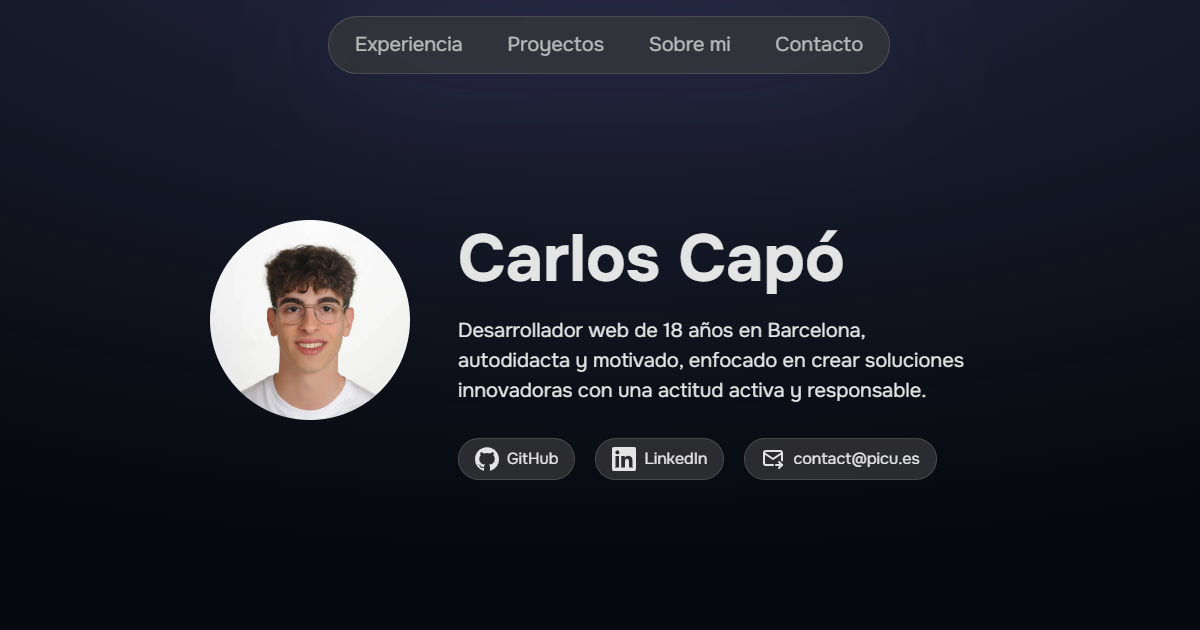 Experiencia Proyectos Sobre mi Contacto
Carlos Capó
Desarrollador web de 18 años en Barcelona,
autodidacta y motivado, enfocado en crear soluciones
innovadoras con una actitud activa y responsable.
GitHub LinkedIn contact@picu.es